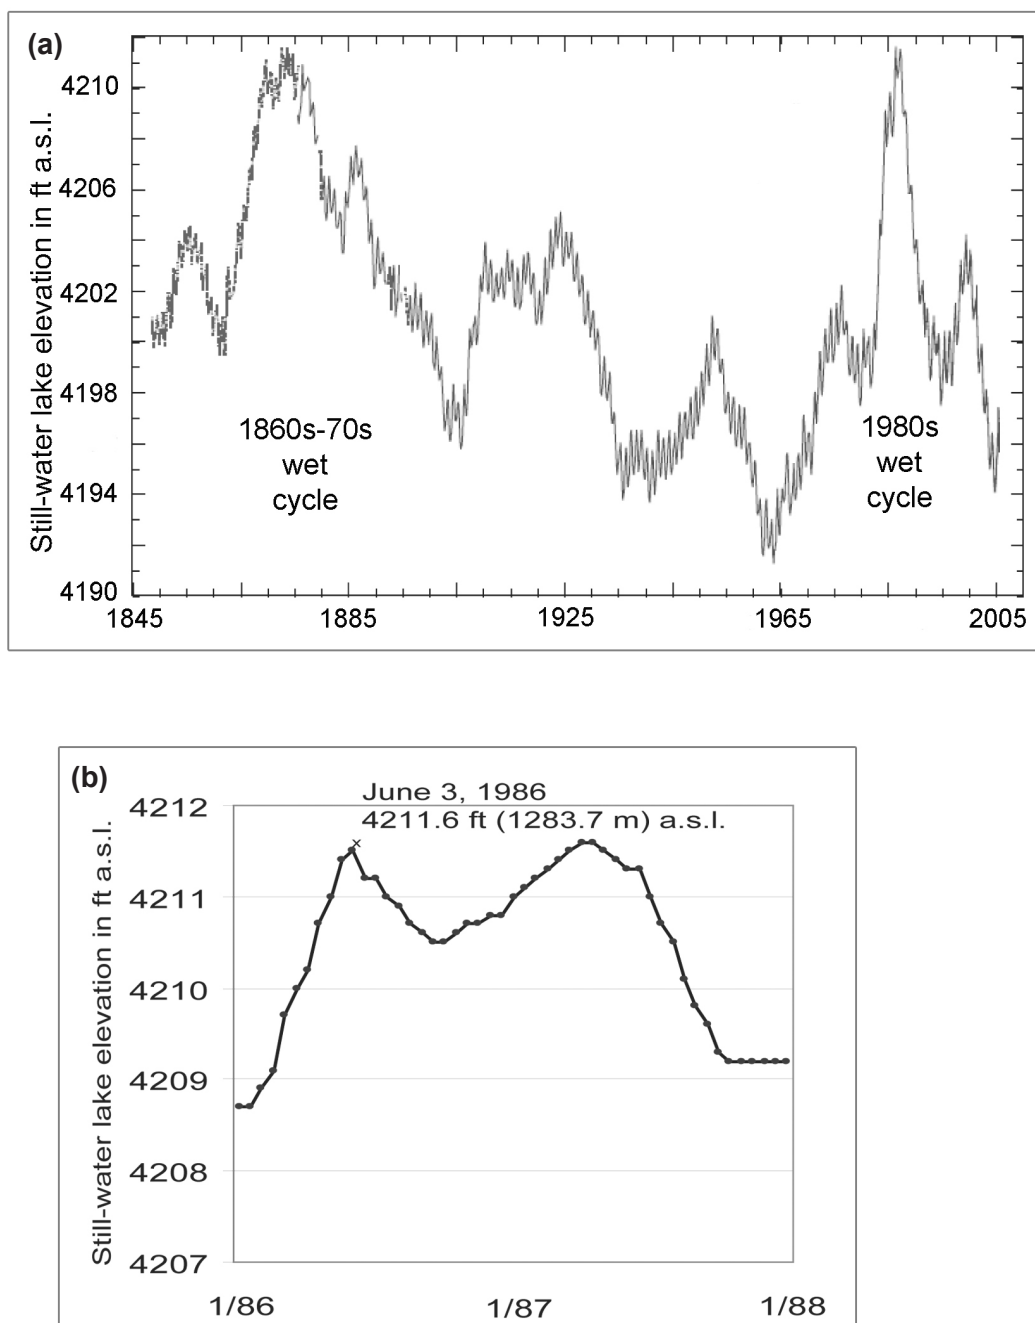 (a)
Still-water lake elevation in ft a.s.l.
4210
4206
4202
4198
4194
4190
1860s-70s
wet
cycle
1980s
wet
cycle
1845
1885
1925
1965
2005
(b)
June 3, 1986
4211.6 ft (1283.7 m) a.s.l.
Still-water lake elevation in ft a.s.l.
4212
4211
4210
4209
4208
4207
1/86
1/87
1/88